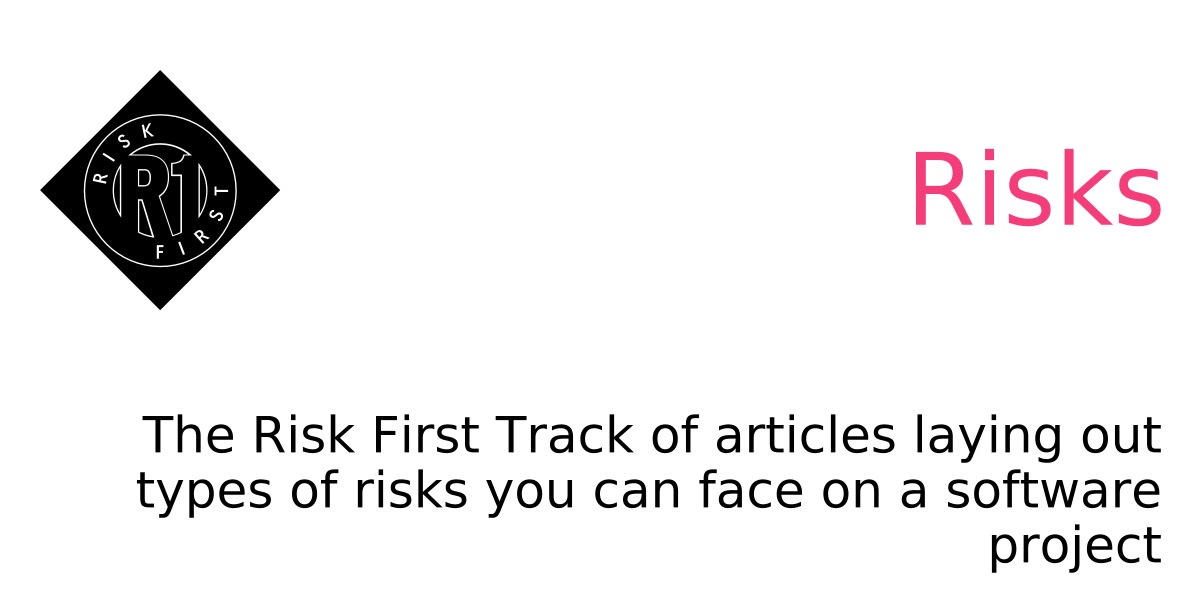 RISK
R1
FIRST
Risks
The Risk First Track of articles laying out
types of risks you can face on a software
project